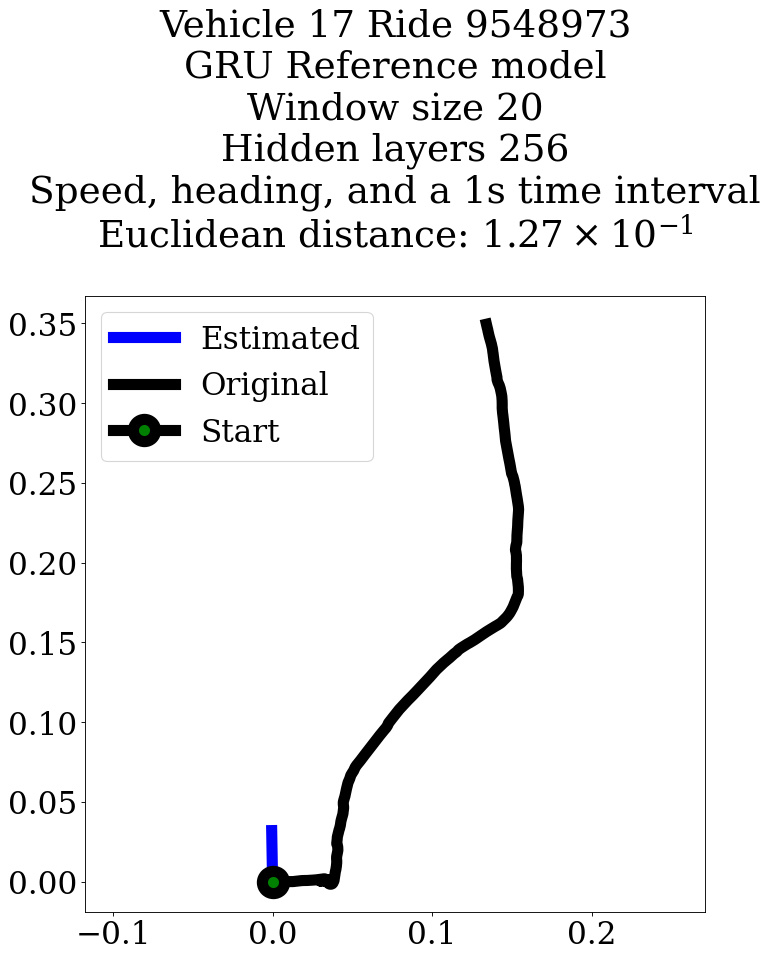 Vehicle 17 Ride 9548973
GRU Reference model
Window size 20
Hidden layers 256
Speed, heading, and a 1s time interval
Euclidean distance: 1.27 × 10⁻¹
Estimated
Original
Start
0.35
0.30
0.25
0.20
0.15
0.10
0.05
0.00
−0.1 0.0 0.1 0.2